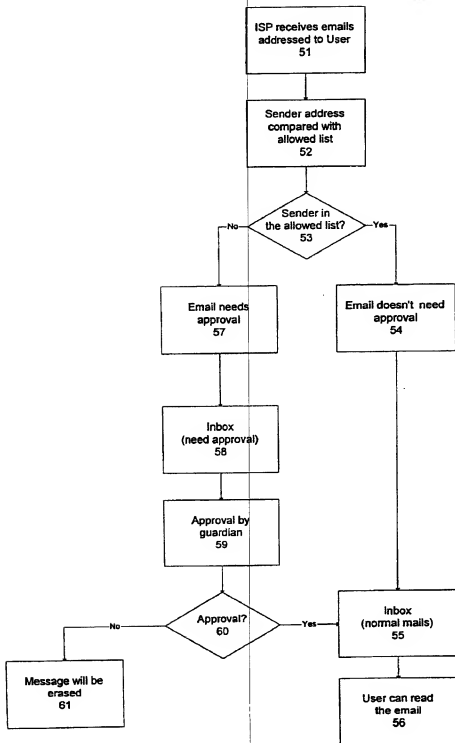 ISP receives emails
addressed to User
51
Sender address
compared with
allowed list
52
Sender in
the allowed list?
53
No
Yes
Email needs
approval
57
Email doesn't need
approval
54
Inbox
(need approval)
58
Approval by
guardian
59
Approval?
60
No
Yes
Inbox
(normal mails)
55
Message will be
erased
61
User can read
the email
56